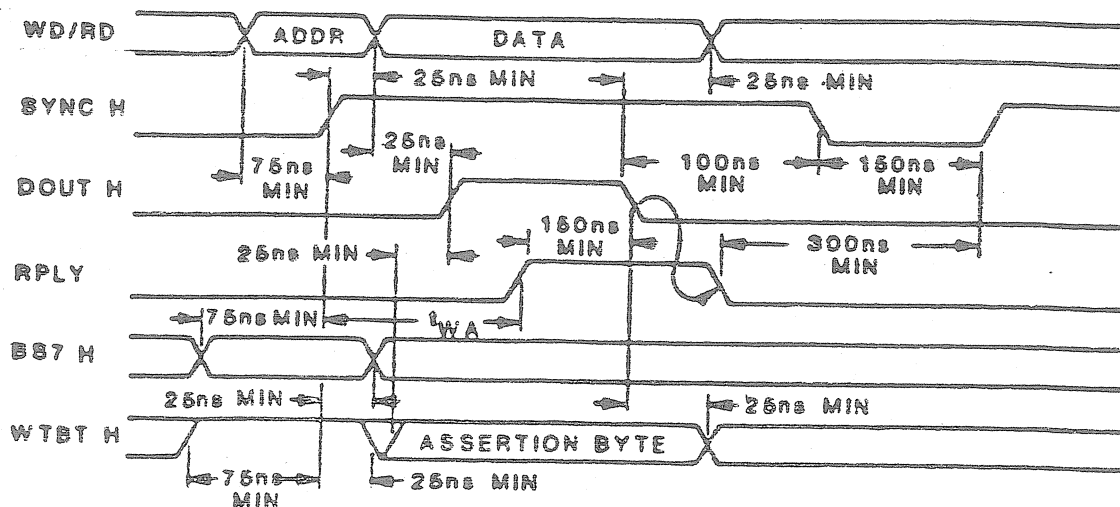 WD/RD
ADDR
DATA
25ns MIN
25ns MIN
SYNC H
75ns MIN
25ns MIN
100ns MIN
150ns MIN
DOUT H
150ns MIN
25ns MIN
300ns MIN
RPLY
75ns MIN
tWA
BS7 H
25ns MIN
25ns MIN
WTBT H
ASSERTION BYTE
75ns MIN
25ns MIN